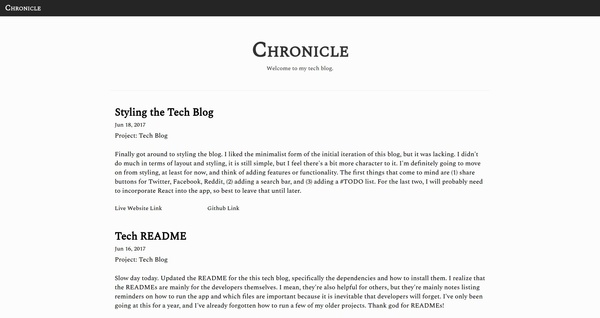 Chronicle
Chronicle
Welcome to my tech blog.
Styling the Tech Blog
Jun 18, 2017
Project: Tech Blog
Finally got around to styling the blog. I liked the minimalist form of the initial iteration of this blog, but it was lacking. I didn't
do much in terms of layout and styling, it is still simple, but I feel there's a bit more character to it. I'm definitely going to move
on from styling, at least for now, and think of adding features or functionality. The first things that come to mind are (1) share
buttons for Twitter, Facebook, Reddit, (2) adding a search bar, and (3) adding a #TODO list. For the last two, I will probably need
to incorporate React into the app, so best to leave that until later.
Live Website Link Github Link
Tech README
Jun 16, 2017
Project: Tech Blog
Slow day today. Updated the README for the this tech blog, specifically the dependencies and how to install them. I realize that
the READMEs are mainly for the developers themselves. I mean, they're also helpful for others, but they're mainly notes listing
reminders on how to run the app and which files are important because it is inevitable that developers will forget. I've only been
going at this for a year, and I've already forgotten how to run a few of my older projects. Thank god for READMEs!